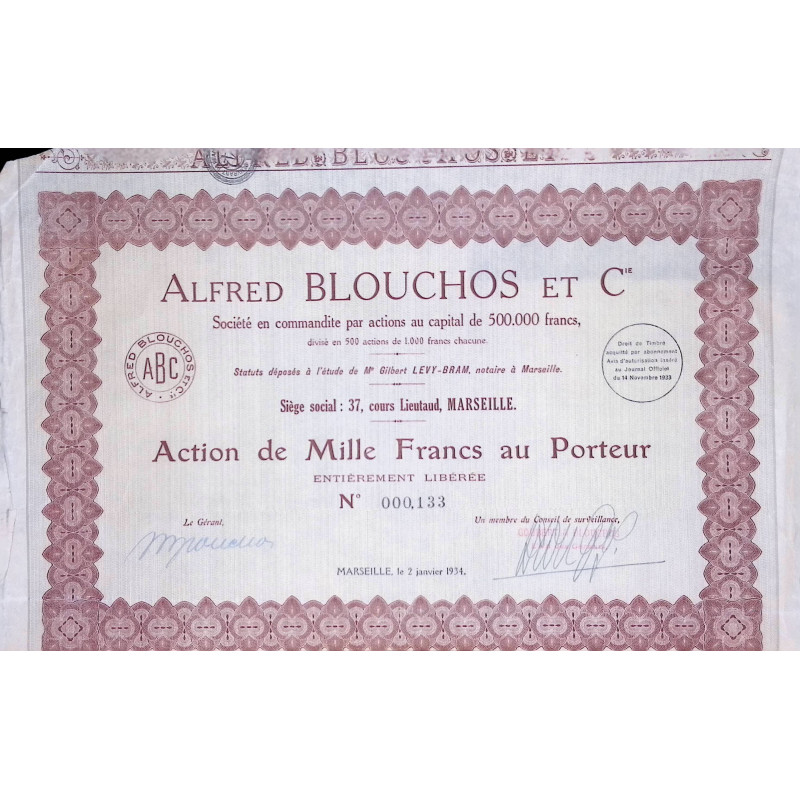 ALFRED BLOUCHOS ET CIE
Société en commandite par actions au capital de 500.000 francs,
divisé en 500 actions de 1.000 francs chacune.
ALFRED BLOUCHOS ET Cie
ABC
Droit de Timbre
acquitté par abonnement
Avis d'autorisation inséré
au Journal Officiel
du 14 Novembre 1933
Statuts déposés à l'étude de Me Gilbert LEVY-BRAM, notaire à Marseille.
Siège social : 37, cours Lieutaud, MARSEILLE.
Action de Mille Francs au Porteur
ENTIÈREMENT LIBÉRÉE
No 000,133
Le Gérant,
Un membre du Conseil de surveillance,
MARSEILLE, le 2 janvier 1934.